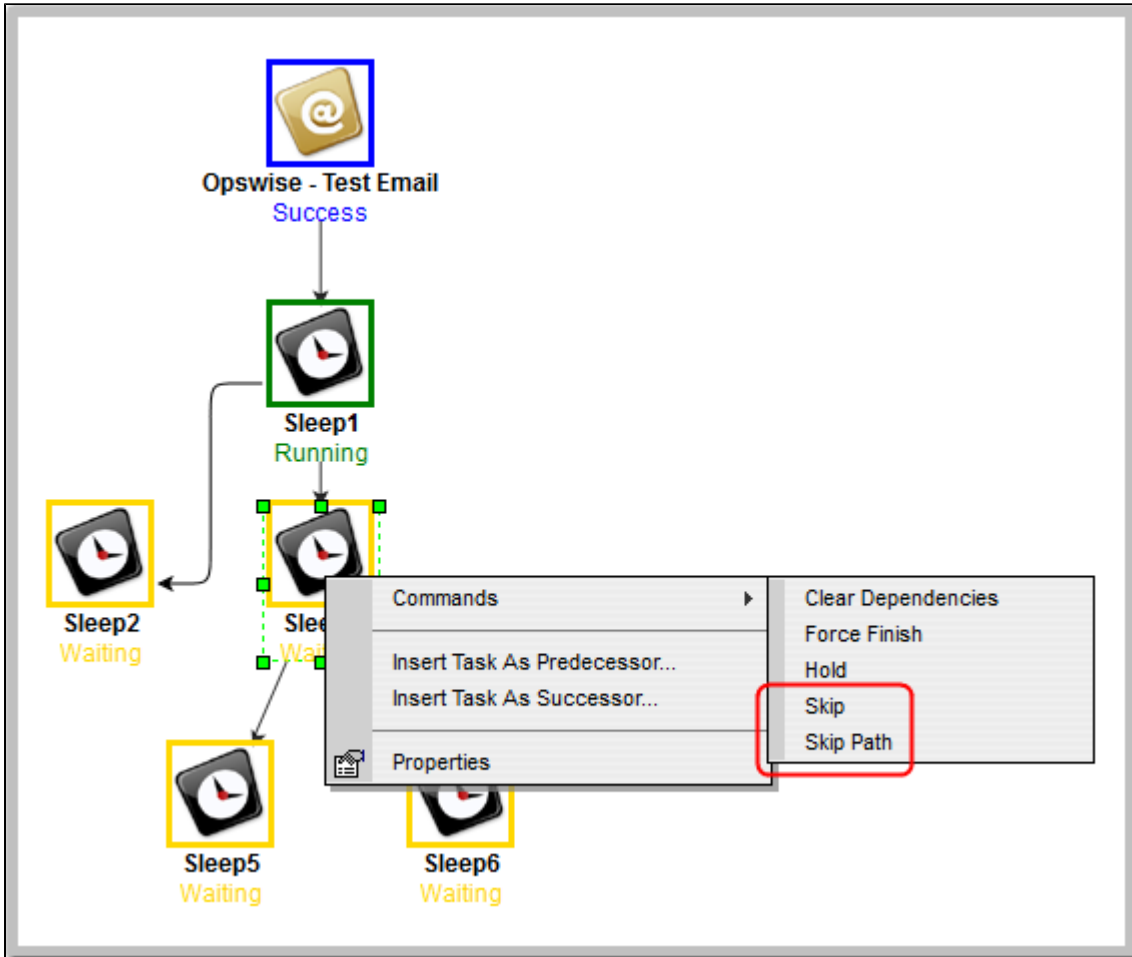 Opswise - Test Email
Success
Sleep1
Running
Sleep2
Waiting
Commands
Insert Task As Predecessor...
Insert Task As Successor...
Properties
Clear Dependencies
Force Finish
Hold
Skip
Skip Path
Sleep5
Waiting
Sleep6
Waiting